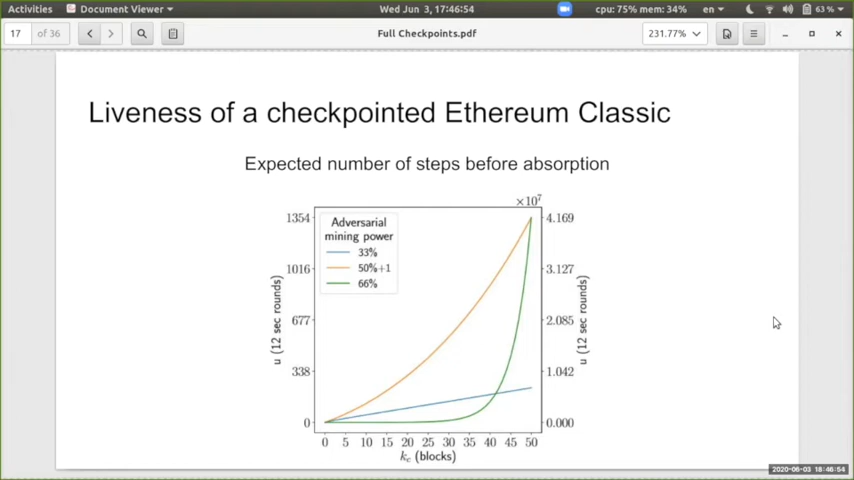 Activities Document Viewer Wed Jun 3, 17:46:54 cpu: 75% mem: 34% en 63 %
17 of 36 Full Checkpoints.pdf 231.77%
Liveness of a checkpointed Ethereum Classic
Expected number of steps before absorption
×10⁷
1354 4.169
Adversarial
mining power
33%
50%+1
66%
1016 3.127
677 2.085
338 1.042
0 0.000
u (12 sec rounds)
u (12 sec rounds)
0 5 10 15 20 25 30 35 40 45 50
k_c (blocks)
2020-06-03 18:46:54